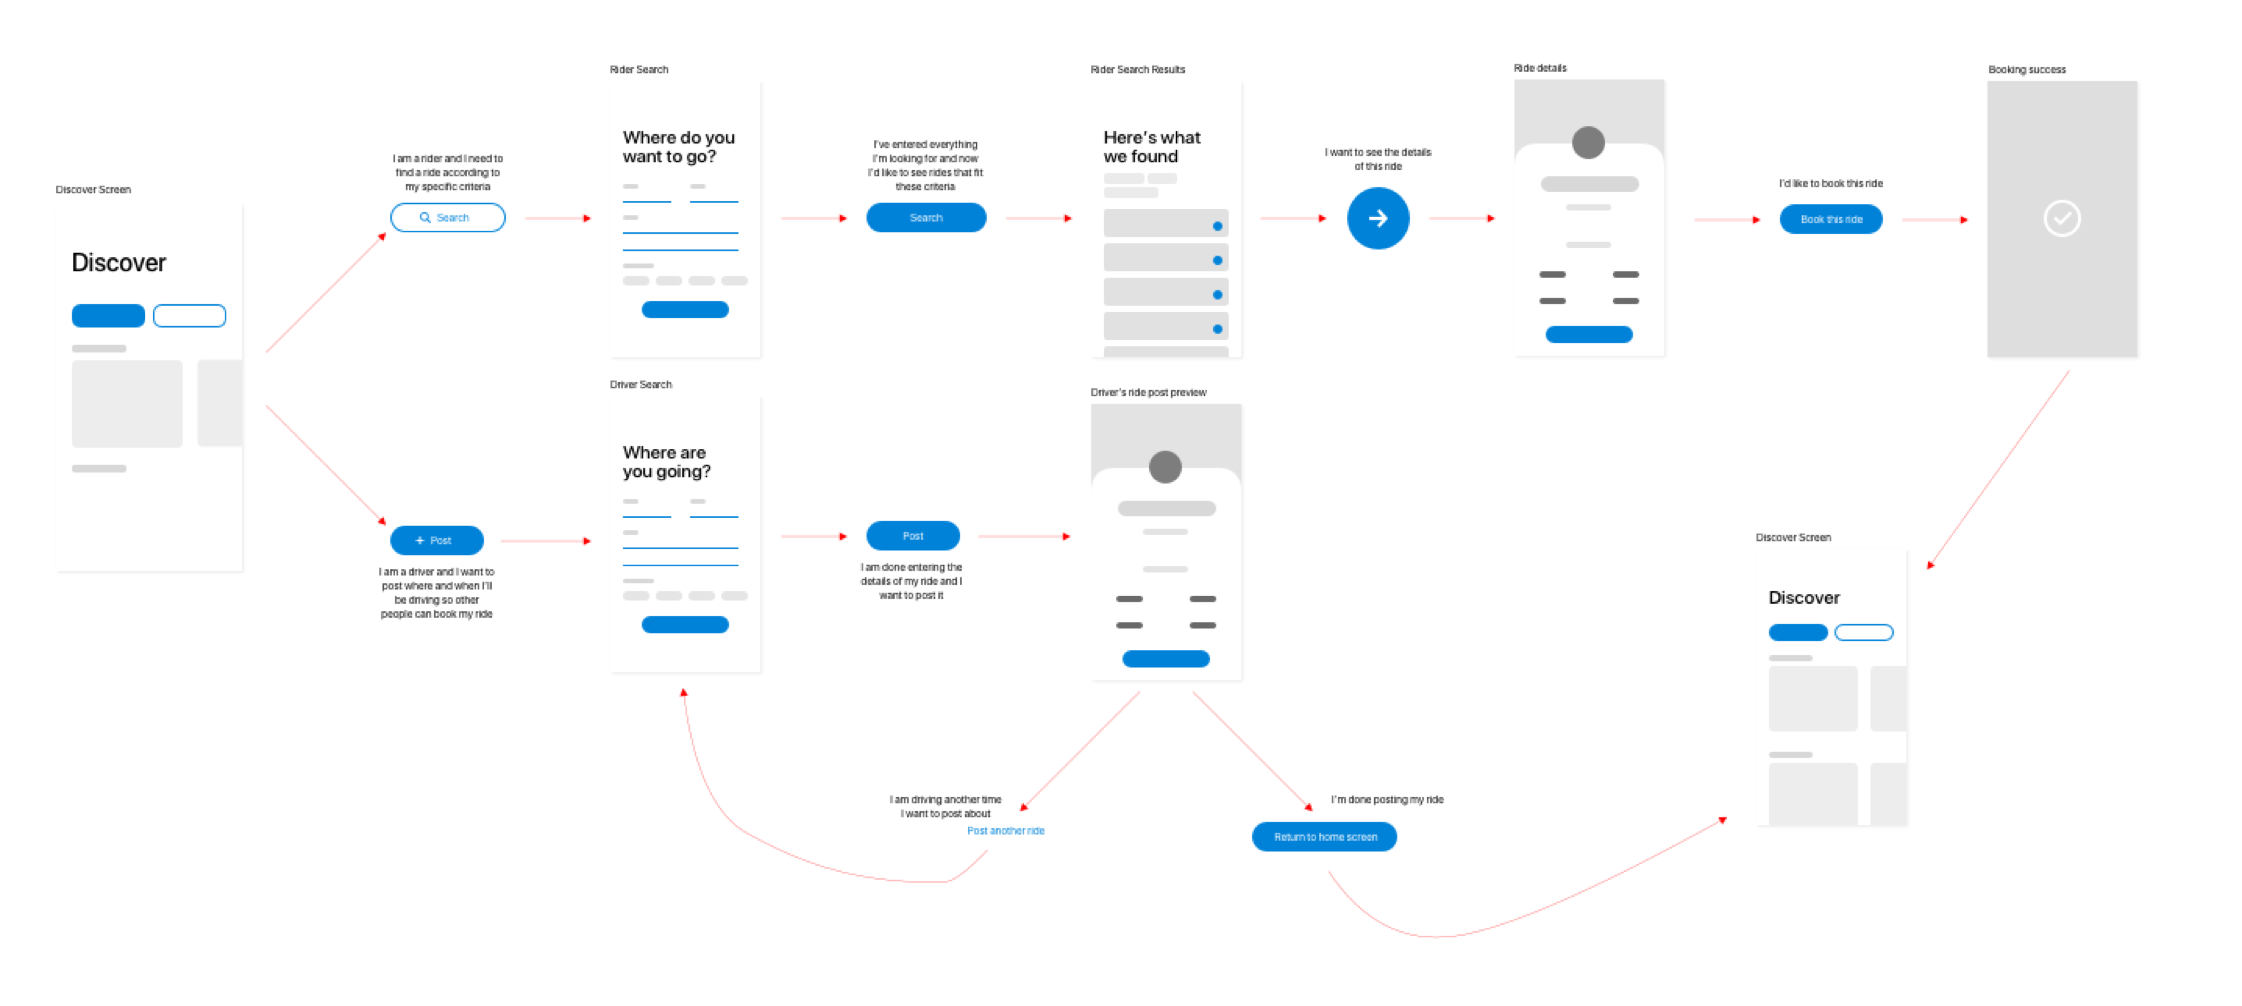 Discover Screen
Discover
I am a rider and I need to
find a ride according to
my specific criteria
Search
Rider Search
Where do you
want to go?
I've entered everything
I'm looking for and now
I'd like to see rides that fit
these criteria
Search
Rider Search Results
Here's what
we found
I want to see the details
of this ride
Ride details
I'd like to book this ride
Book this ride
Booking success
+ Post
I am a driver and I want to
post where and when I'll
be driving so other
people can book my ride
Driver Search
Where are
you going?
Post
I am done entering the
details of my ride and I
want to post it
Driver's ride post preview
I am driving another time
I want to post about
Post another ride
I'm done posting my ride
Return to home screen
Discover Screen
Discover